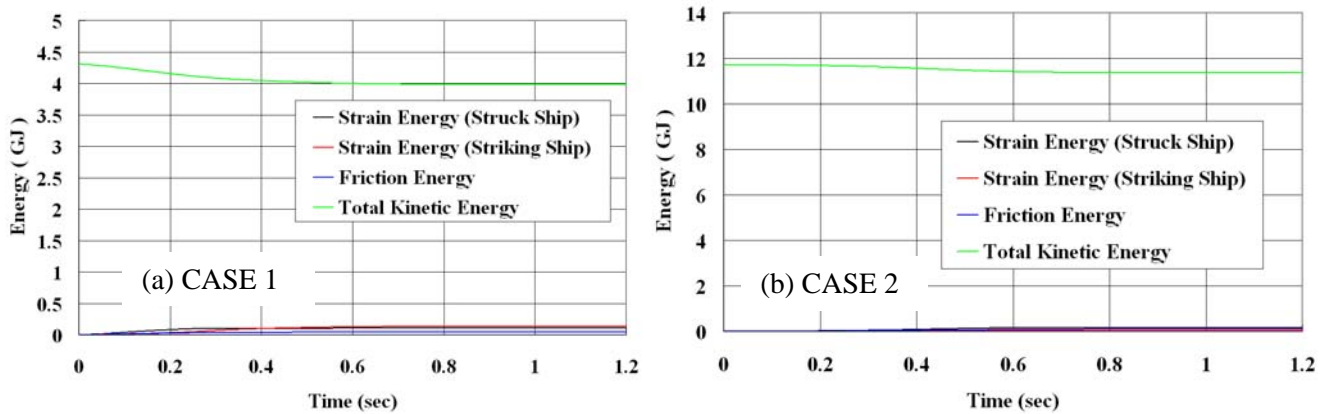 5
4.5
4
3.5
3
2.5
2
1.5
1
0.5
0
Energy ( GJ )
Strain Energy (Struck Ship)
Strain Energy (Striking Ship)
Friction Energy
Total Kinetic Energy
(a) CASE 1
0 0.2 0.4 0.6 0.8 1 1.2
Time (sec)
14
12
10
8
6
4
2
0
Energy ( GJ )
Strain Energy (Struck Ship)
Strain Energy (Striking Ship)
Friction Energy
Total Kinetic Energy
(b) CASE 2
0 0.2 0.4 0.6 0.8 1 1.2
Time (sec)